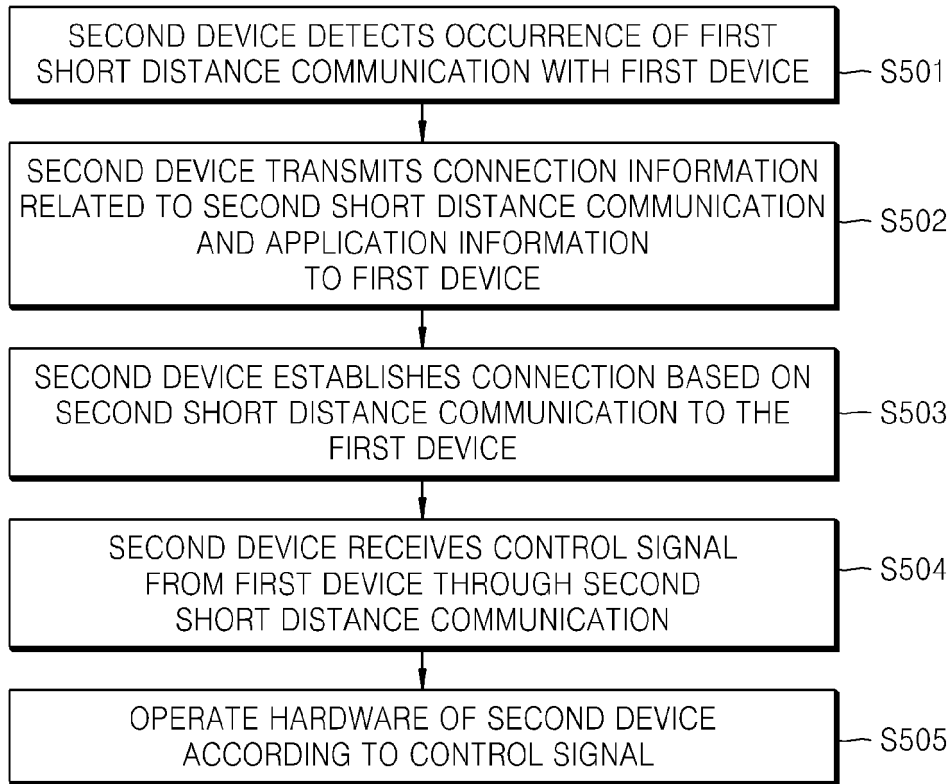 SECOND DEVICE DETECTS OCCURRENCE OF FIRST
SHORT DISTANCE COMMUNICATION WITH FIRST DEVICE
S501
SECOND DEVICE TRANSMITS CONNECTION INFORMATION
RELATED TO SECOND SHORT DISTANCE COMMUNICATION
AND APPLICATION INFORMATION
TO FIRST DEVICE
S502
SECOND DEVICE ESTABLISHES CONNECTION BASED ON
SECOND SHORT DISTANCE COMMUNICATION TO THE
FIRST DEVICE
S503
SECOND DEVICE RECEIVES CONTROL SIGNAL
FROM FIRST DEVICE THROUGH SECOND
SHORT DISTANCE COMMUNICATION
S504
OPERATE HARDWARE OF SECOND DEVICE
ACCORDING TO CONTROL SIGNAL
S505